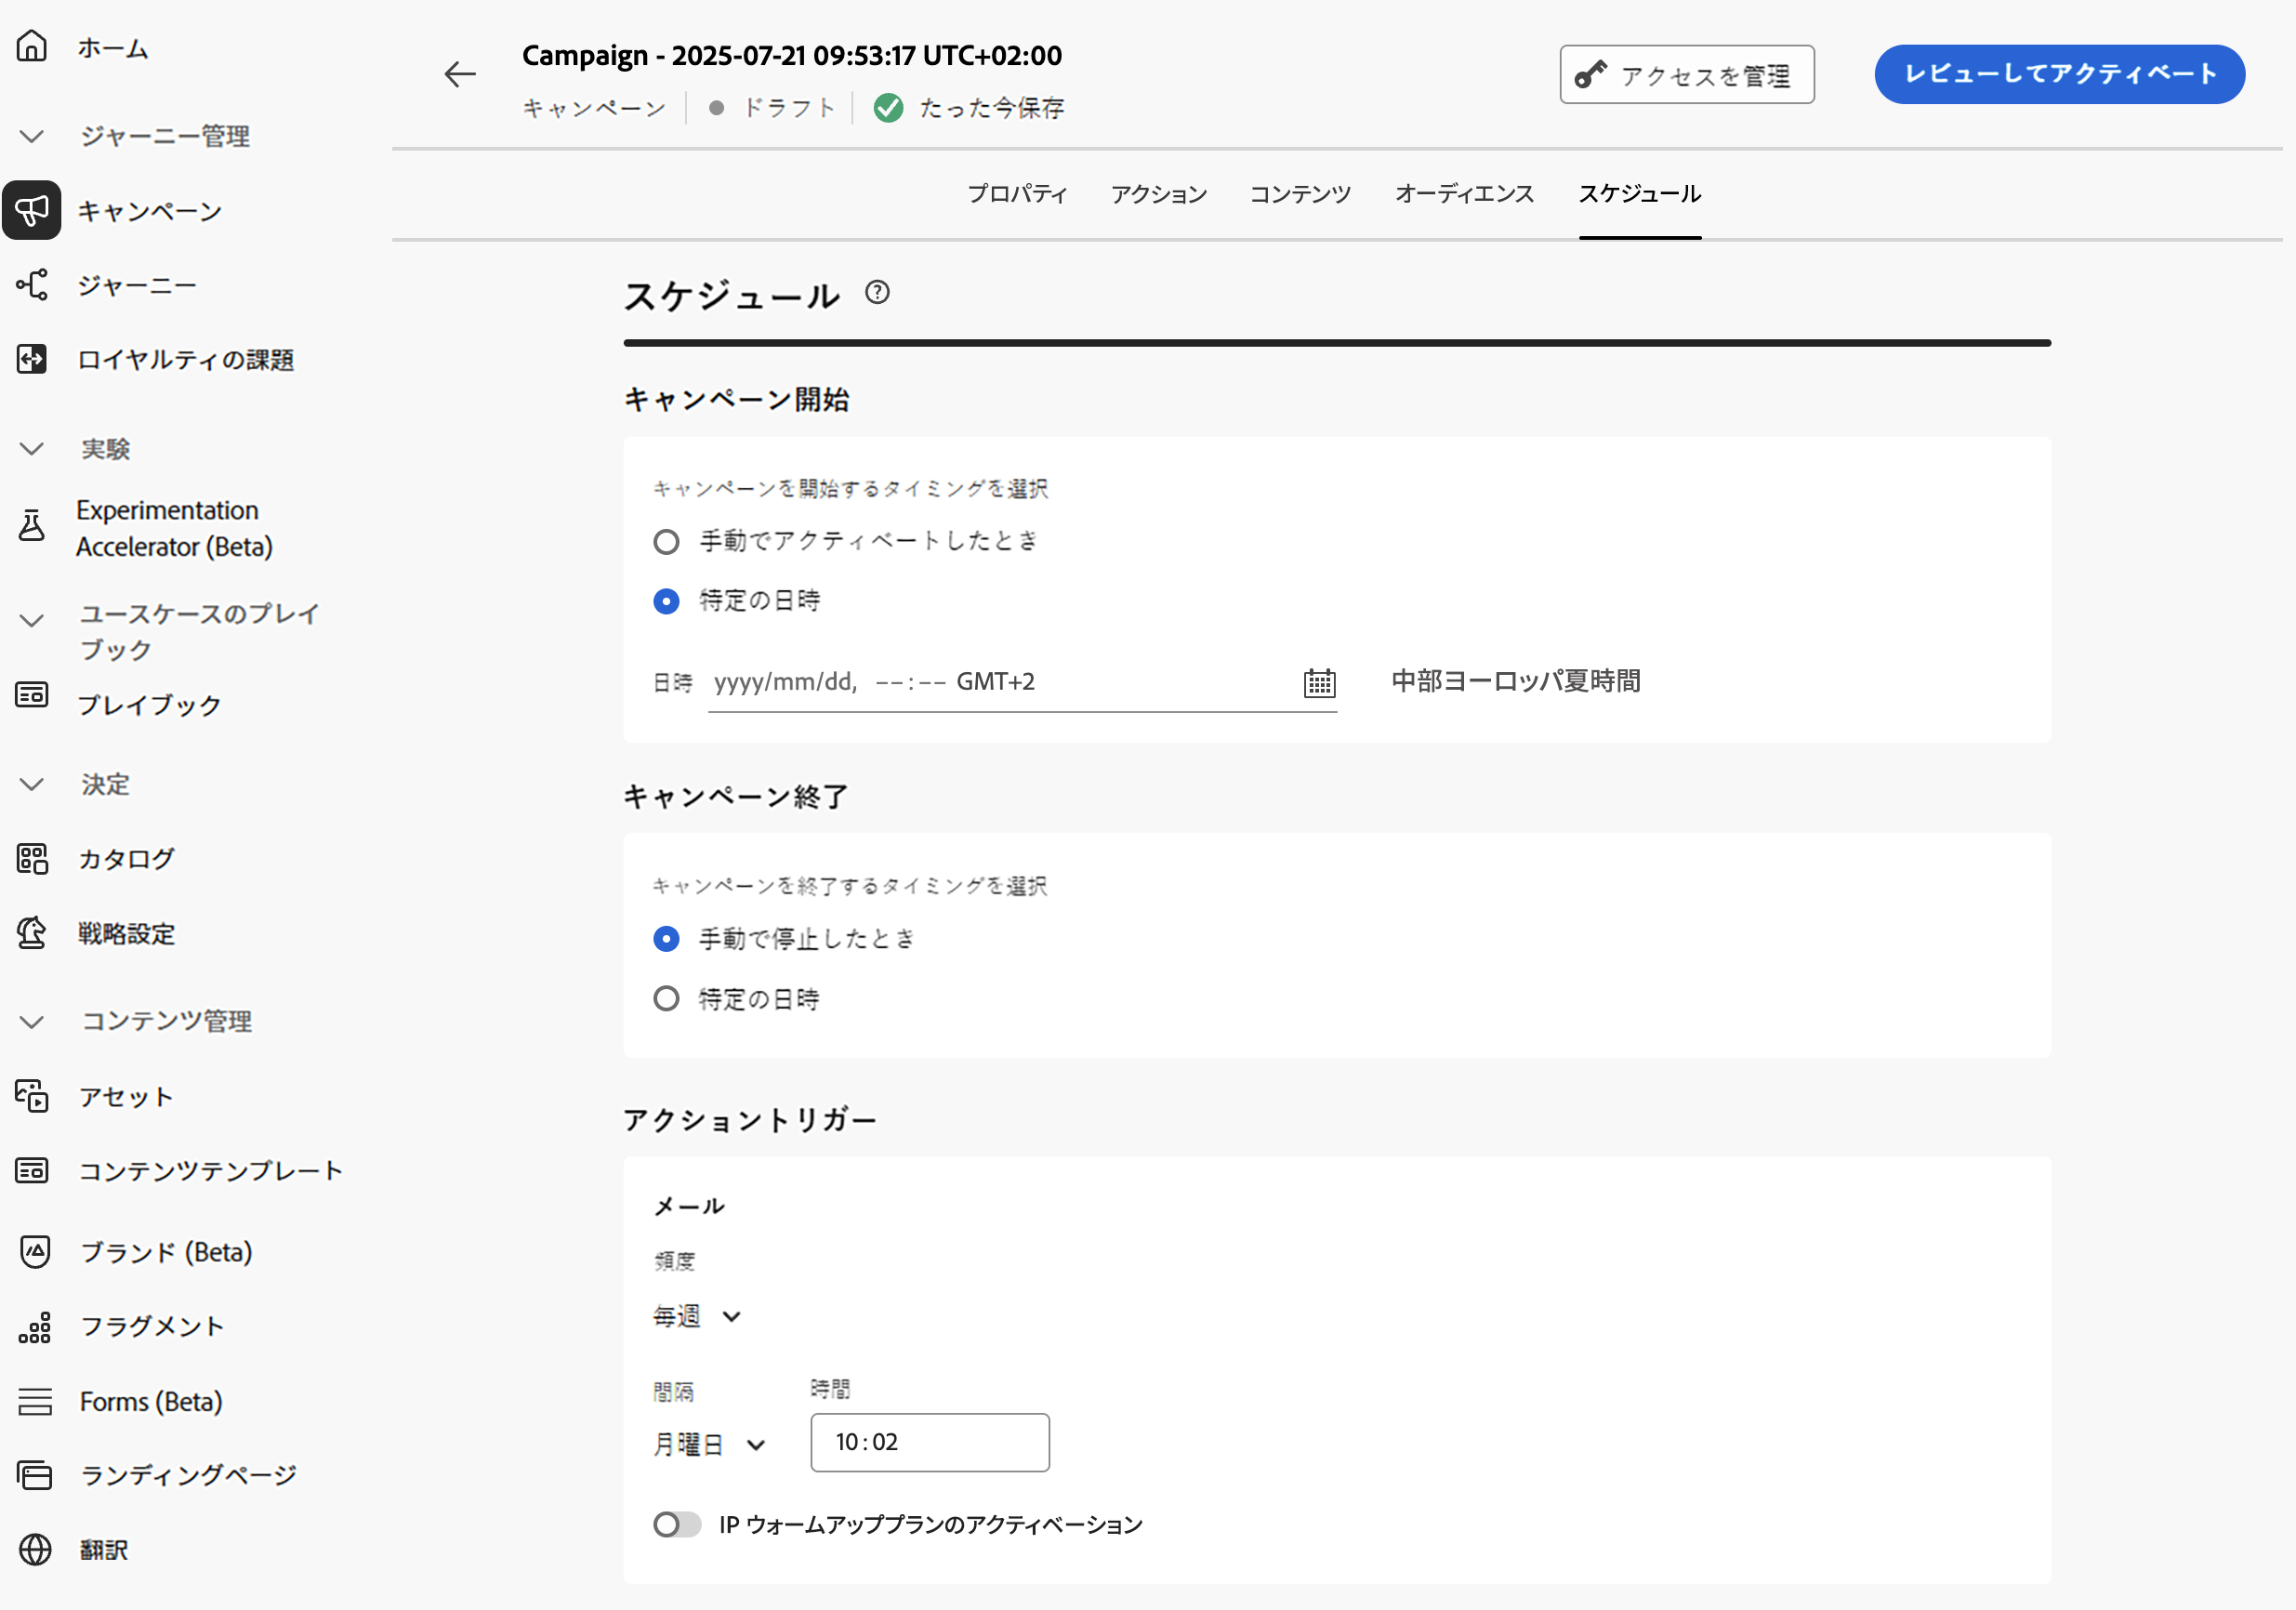 ホーム
ジャーニー管理
キャンペーン
ジャーニー
ロイヤルティの課題
実験
Experimentation
Accelerator (Beta)
ユースケースのプレイ
ブック
プレイブック
決定
カタログ
戦略設定
コンテンツ管理
アセット
コンテンツテンプレート
ブランド (Beta)
フラグメント
Forms (Beta)
ランディングページ
翻訳
Campaign - 2025-07-21 09:53:17 UTC+02:00
キャンペーン ドラフト たった今保存
アクセスを管理
レビューしてアクティベート
プロパティ アクション コンテンツ オーディエンス スケジュール
スケジュール
キャンペーン開始
キャンペーンを開始するタイミングを選択
手動でアクティベートしたとき
特定の日時
日時 yyyy/mm/dd, --:-- GMT+2 中部ヨーロッパ夏時間
キャンペーン終了
キャンペーンを終了するタイミングを選択
手動で停止したとき
特定の日時
アクショントリガー
メール
頻度
毎週
間隔 時間
月曜日 10:02
IP ウォームアッププランのアクティベーション